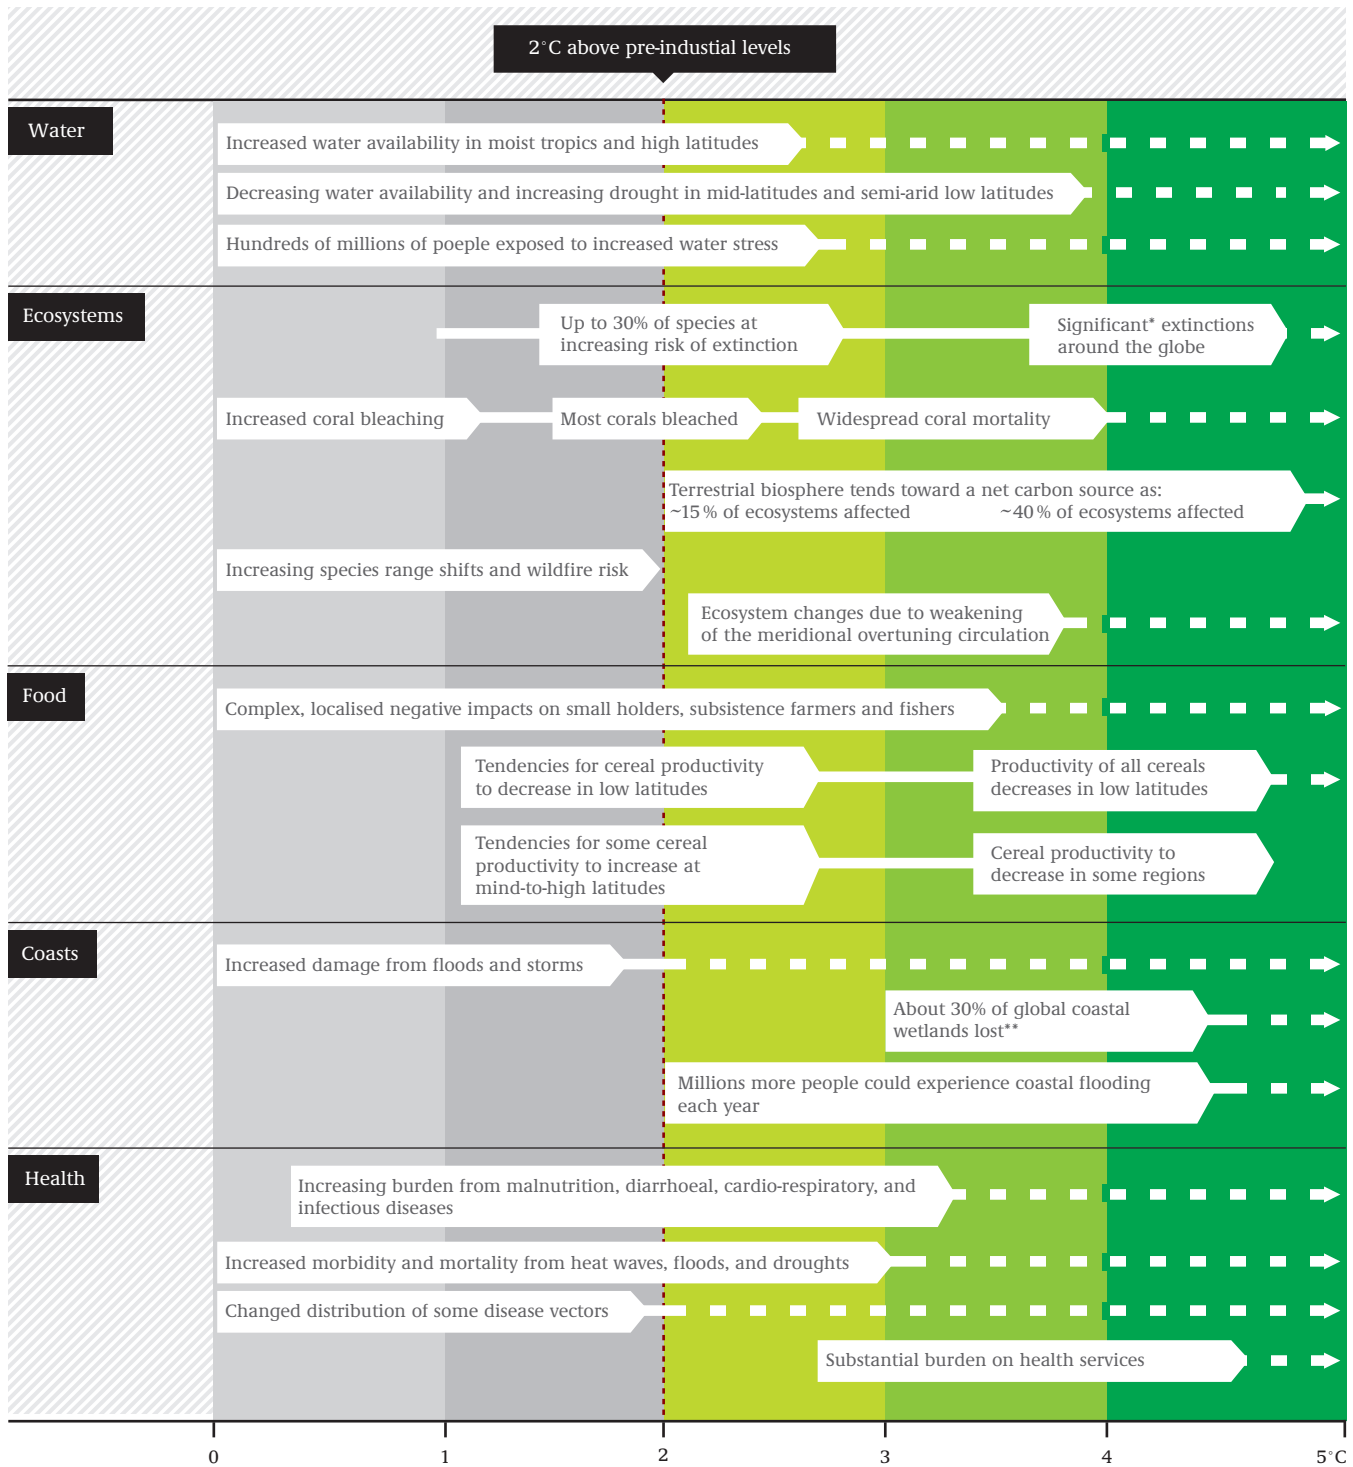 2°C above pre-industial levels
Water
Increased water availability in moist tropics and high latitudes
Decreasing water availability and increasing drought in mid-latitudes and semi-arid low latitudes
Hundreds of millions of poeple exposed to increased water stress
Ecosystems
Up to 30% of species at
increasing risk of extinction
Significant* extinctions
around the globe
Increased coral bleaching
Most corals bleached
Widespread coral mortality
Terrestrial biosphere tends toward a net carbon source as:
~15% of ecosystems affected
~40% of ecosystems affected
Increasing species range shifts and wildfire risk
Ecosystem changes due to weakening
of the meridional overtuning circulation
Food
Complex, localised negative impacts on small holders, subsistence farmers and fishers
Tendencies for cereal productivity
to decrease in low latitudes
Productivity of all cereals
decreases in low latitudes
Tendencies for some cereal
productivity to increase at
mind-to-high latitudes
Cereal productivity to
decrease in some regions
Coasts
Increased damage from floods and storms
About 30% of global coastal
wetlands lost**
Millions more people could experience coastal flooding
each year
Health
Increasing burden from malnutrition, diarrhoeal, cardio-respiratory, and
infectious diseases
Increased morbidity and mortality from heat waves, floods, and droughts
Changed distribution of some disease vectors
Substantial burden on health services
0 1 2 3 4 5°C